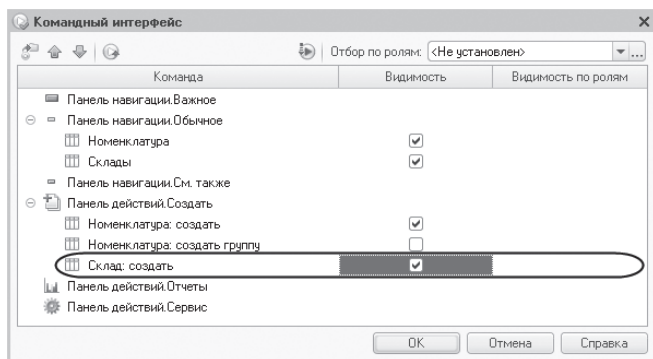 Командный интерфейс
Отбор по ролям: <Не установлен>
Команда Видимость Видимость по ролям
Панель навигации.Важное
Панель навигации.Обычное
Номенклатура
Склады
Панель навигации.См. также
Панель действий.Создать
Номенклатура: создать
Номенклатура: создать группу
Склад: создать
Панель действий.Отчеты
Панель действий.Сервис
ОК Отмена Справка